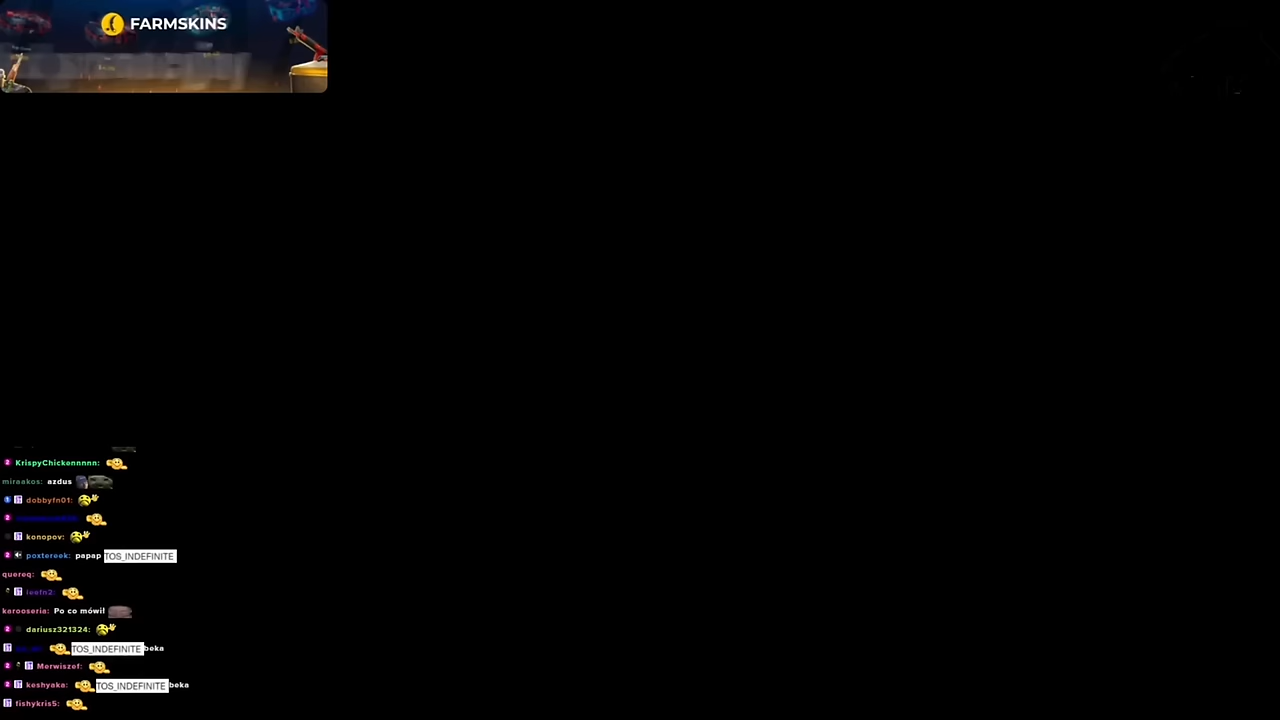 FARMSKINS
KrispyChickennnnn:
miraakos: azdus
dobbyfn01:
konopov:
poxtereek: papap TOS_INDEFINITE
quereq:
ieefn2:
karooseria: Po co mówił
dariusz321324:
TOS_INDEFINITE beka
Merwiszef:
keshyaka: TOS_INDEFINITE beka
fishykris5: